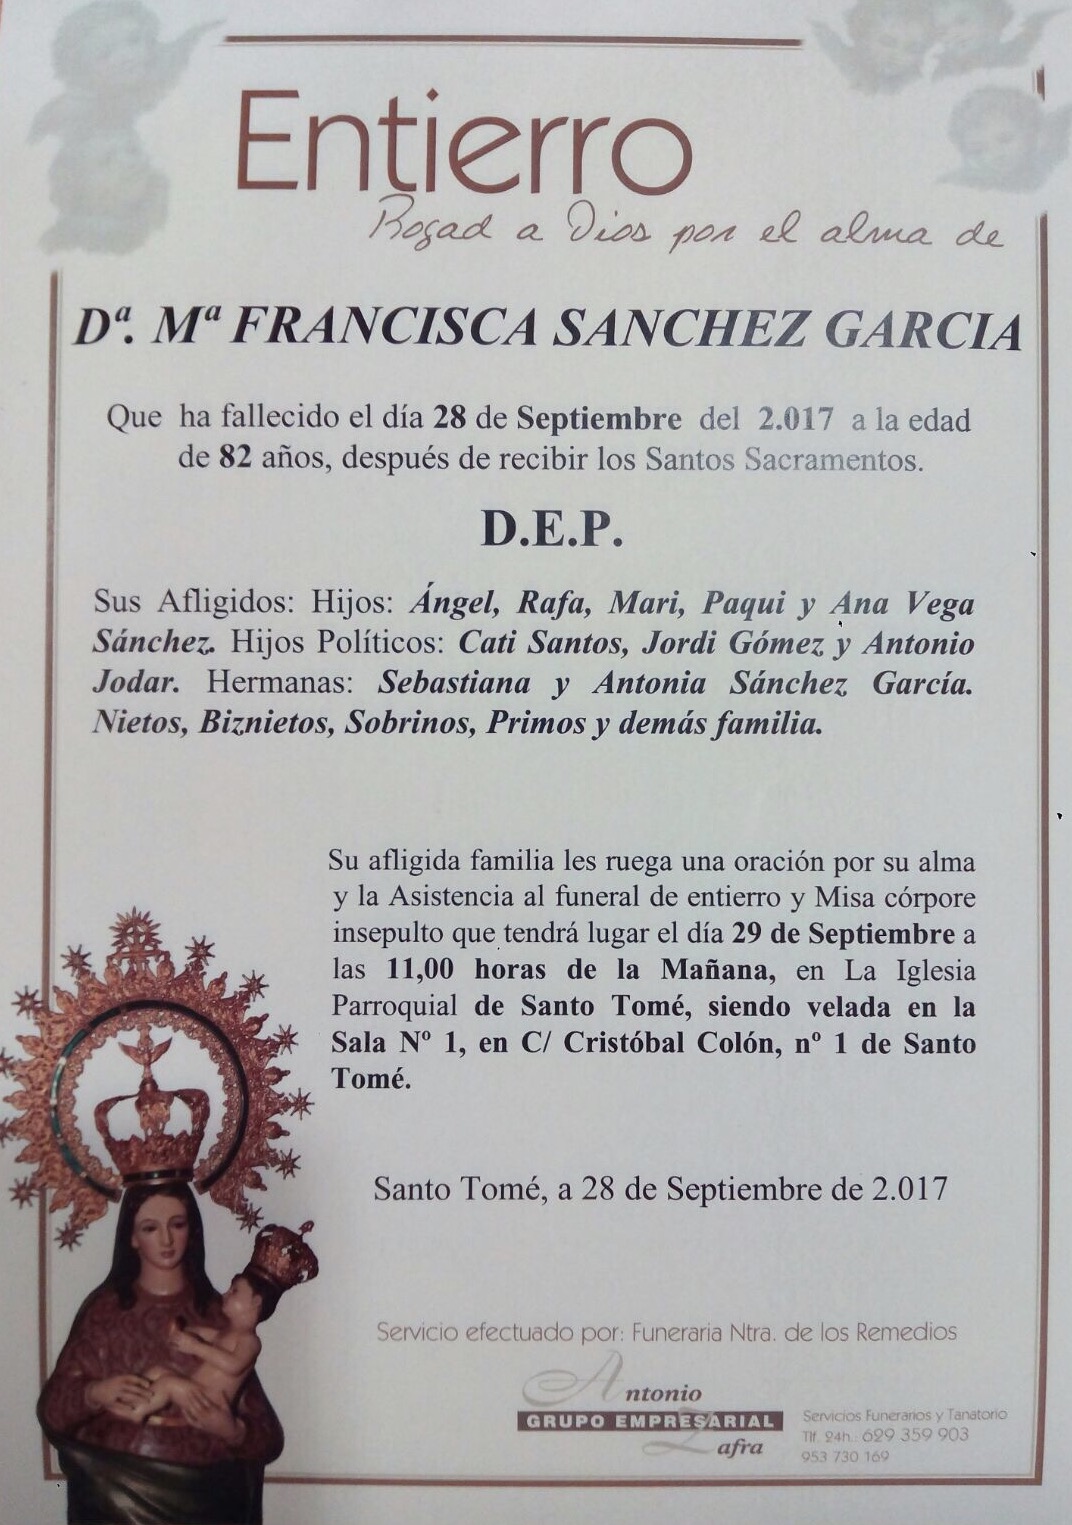 Entierro
Rogad a Dios por el alma de
Dª. Mª FRANCISCA SANCHEZ GARCIA
Que ha fallecido el día 28 de Septiembre del 2.017 a la edad
de 82 años, después de recibir los Santos Sacramentos.
D.E.P.
Sus Afligidos: Hijos: Ángel, Rafa, Mari, Paqui y Ana Vega
Sánchez. Hijos Políticos: Cati Santos, Jordi Gómez y Antonio
Jodar. Hermanas: Sebastiana y Antonia Sánchez García.
Nietos, Biznietos, Sobrinos, Primos y demás familia.
Su afligida familia les ruega una oración por su alma
y la Asistencia al funeral de entierro y Misa córpore
insepulto que tendrá lugar el día 29 de Septiembre a
las 11,00 horas de la Mañana, en La Iglesia
Parroquial de Santo Tomé, siendo velada en la
Sala Nº 1, en C/ Cristóbal Colón, nº 1 de Santo
Tomé.
Santo Tomé, a 28 de Septiembre de 2.017
Servicio efectuado por: Funeraria Ntra. de los Remedios
Antonio
GRUPO EMPRESARIAL
Zafra
Servicios Funerarios y Tanatorio
Tlf. 24h.: 629 359 903
953 730 169